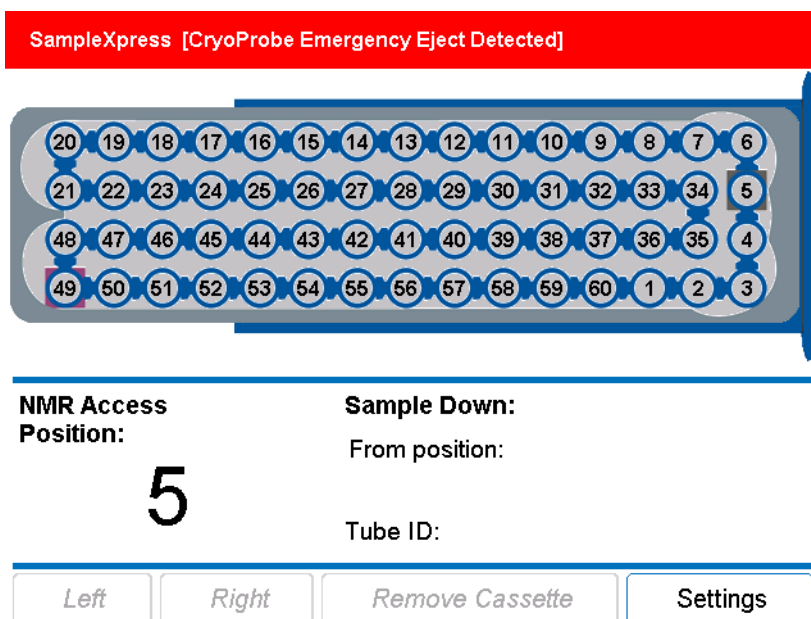 SampleXpress [CryoProbe Emergency Eject Detected]
20 19 18 17 16 15 14 13 12 11 10 9 8 7 6
21 22 23 24 25 26 27 28 29 30 31 32 33 34 5
48 47 46 45 44 43 42 41 40 39 38 37 36 35 4
49 50 51 52 53 54 55 56 57 58 59 60 1 2 3
NMR Access
Position:
5
Sample Down:
From position:
Tube ID:
Left Right Remove Cassette Settings